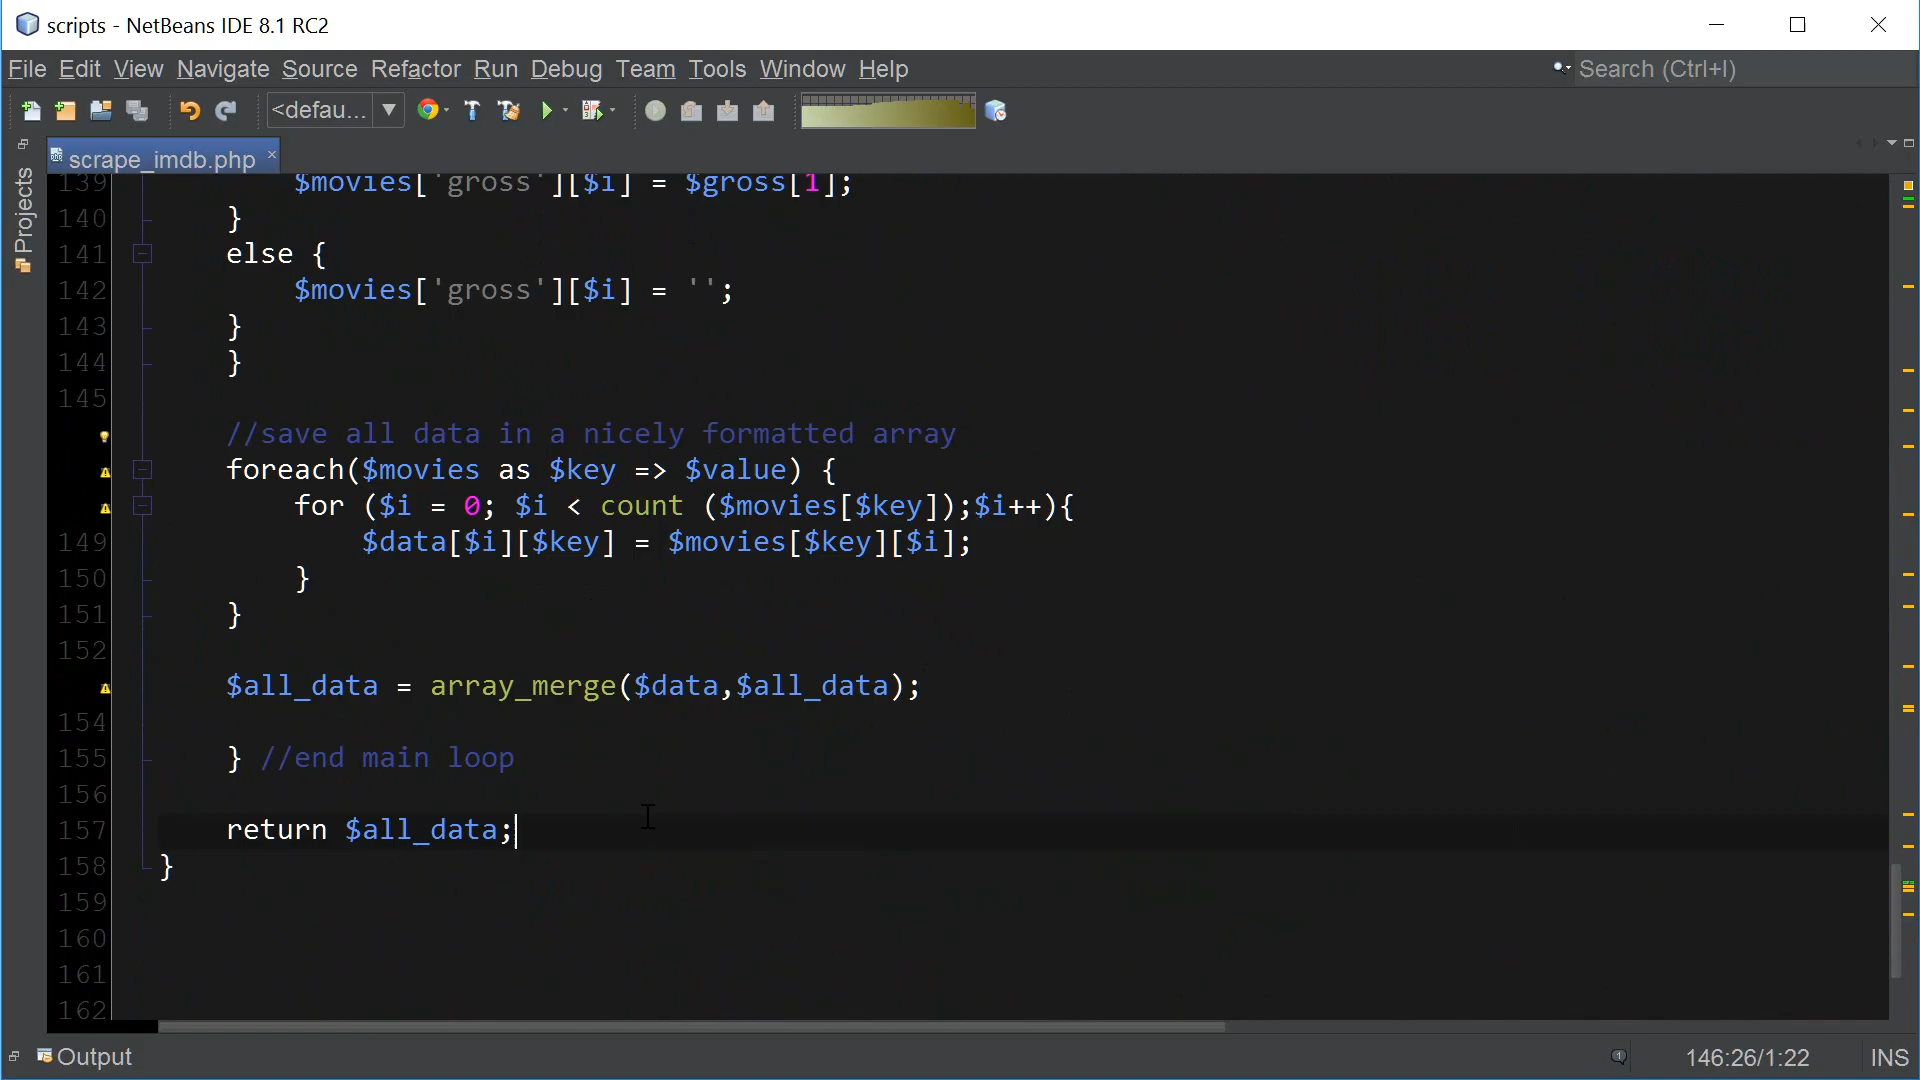 scripts - NetBeans IDE 8.1 RC2
File Edit View Navigate Source Refactor Run Debug Team Tools Window Help
Search (Ctrl+I)
<defau...
scrape_imdb.php
Projects
139 $movies['gross'][$i] = $gross[1];
140 }
141 else {
142 $movies['gross'][$i] = '';
143 }
144 }
145
//save all data in a nicely formatted array
foreach($movies as $key => $value) {
for ($i = 0; $i < count ($movies[$key]);$i++){
149 $data[$i][$key] = $movies[$key][$i];
150 }
151 }
152
$all_data = array_merge($data,$all_data);
154
155 } //end main loop
156
157 return $all_data;
158 }
159
160
161
162
Output
146:26/1:22
INS